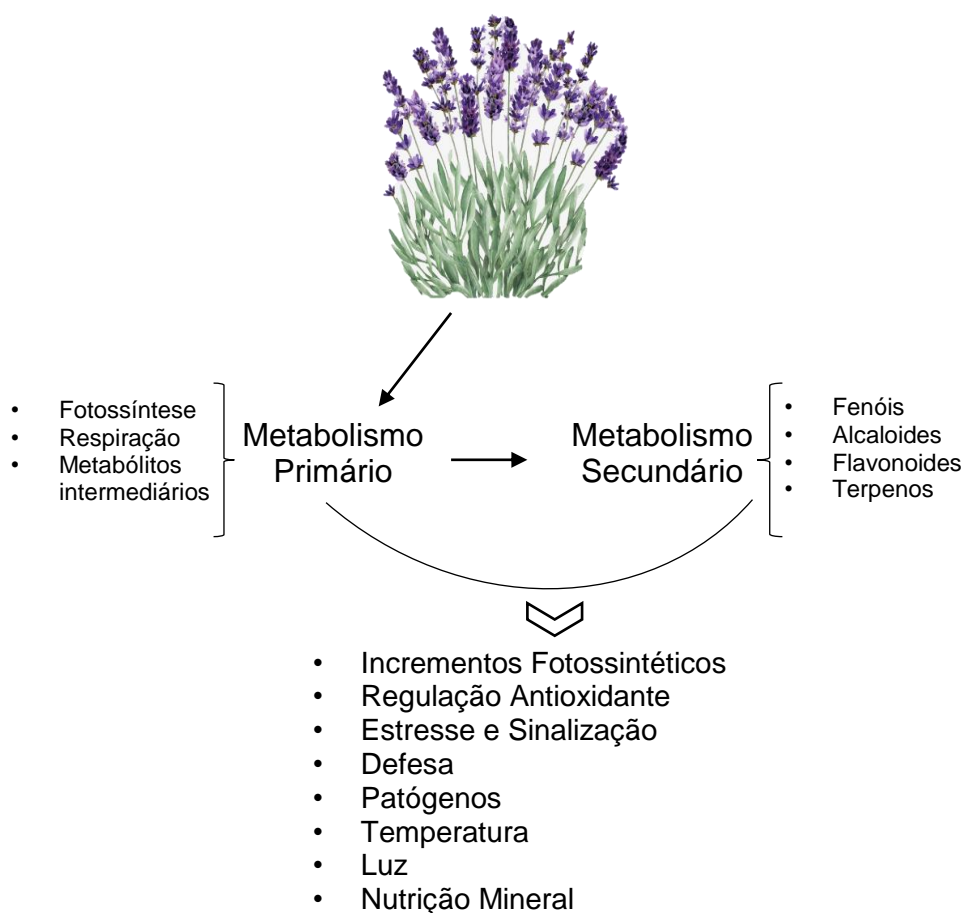 • Fotossíntese
• Respiração
• Metabólitos
intermediários
Metabolismo
Primário
Metabolismo
Secundário
• Fenóis
• Alcaloides
• Flavonoides
• Terpenos
• Incrementos Fotossintéticos
• Regulação Antioxidante
• Estresse e Sinalização
• Defesa
• Patógenos
• Temperatura
• Luz
• Nutrição Mineral